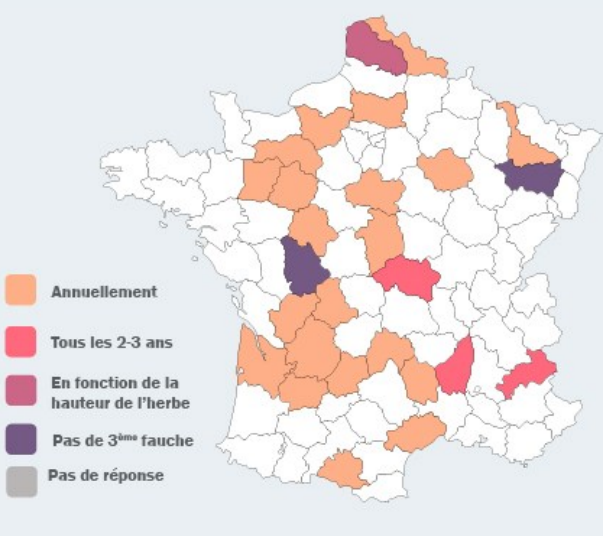 Annuellement
Tous les 2-3 ans
En fonction de la
hauteur de l'herbe
Pas de 3ème fauche
Pas de réponse